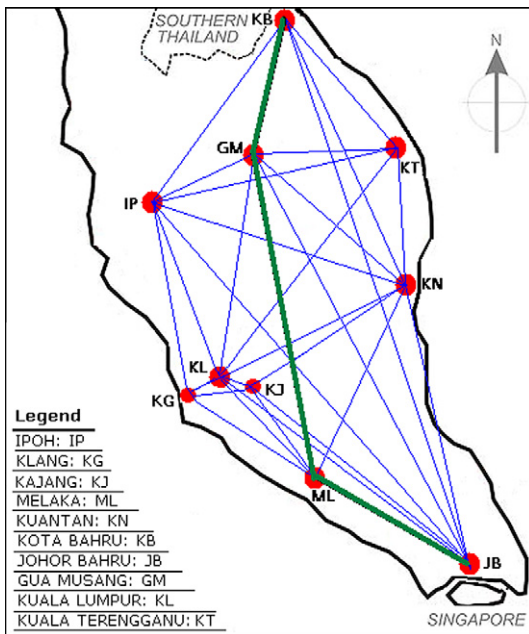 SOUTHERN
THAILAND
KB
N
GM
KT
IP
KN
KL
KJ
KG
ML
JB
SINGAPORE
Legend
IPOH: IP
KLANG: KG
KAJANG: KJ
MELAKA: ML
KUANTAN: KN
KOTA BAHRU: KB
JOHOR BAHRU: JB
GUA MUSANG: GM
KUALA LUMPUR: KL
KUALA TERENGGANU: KT